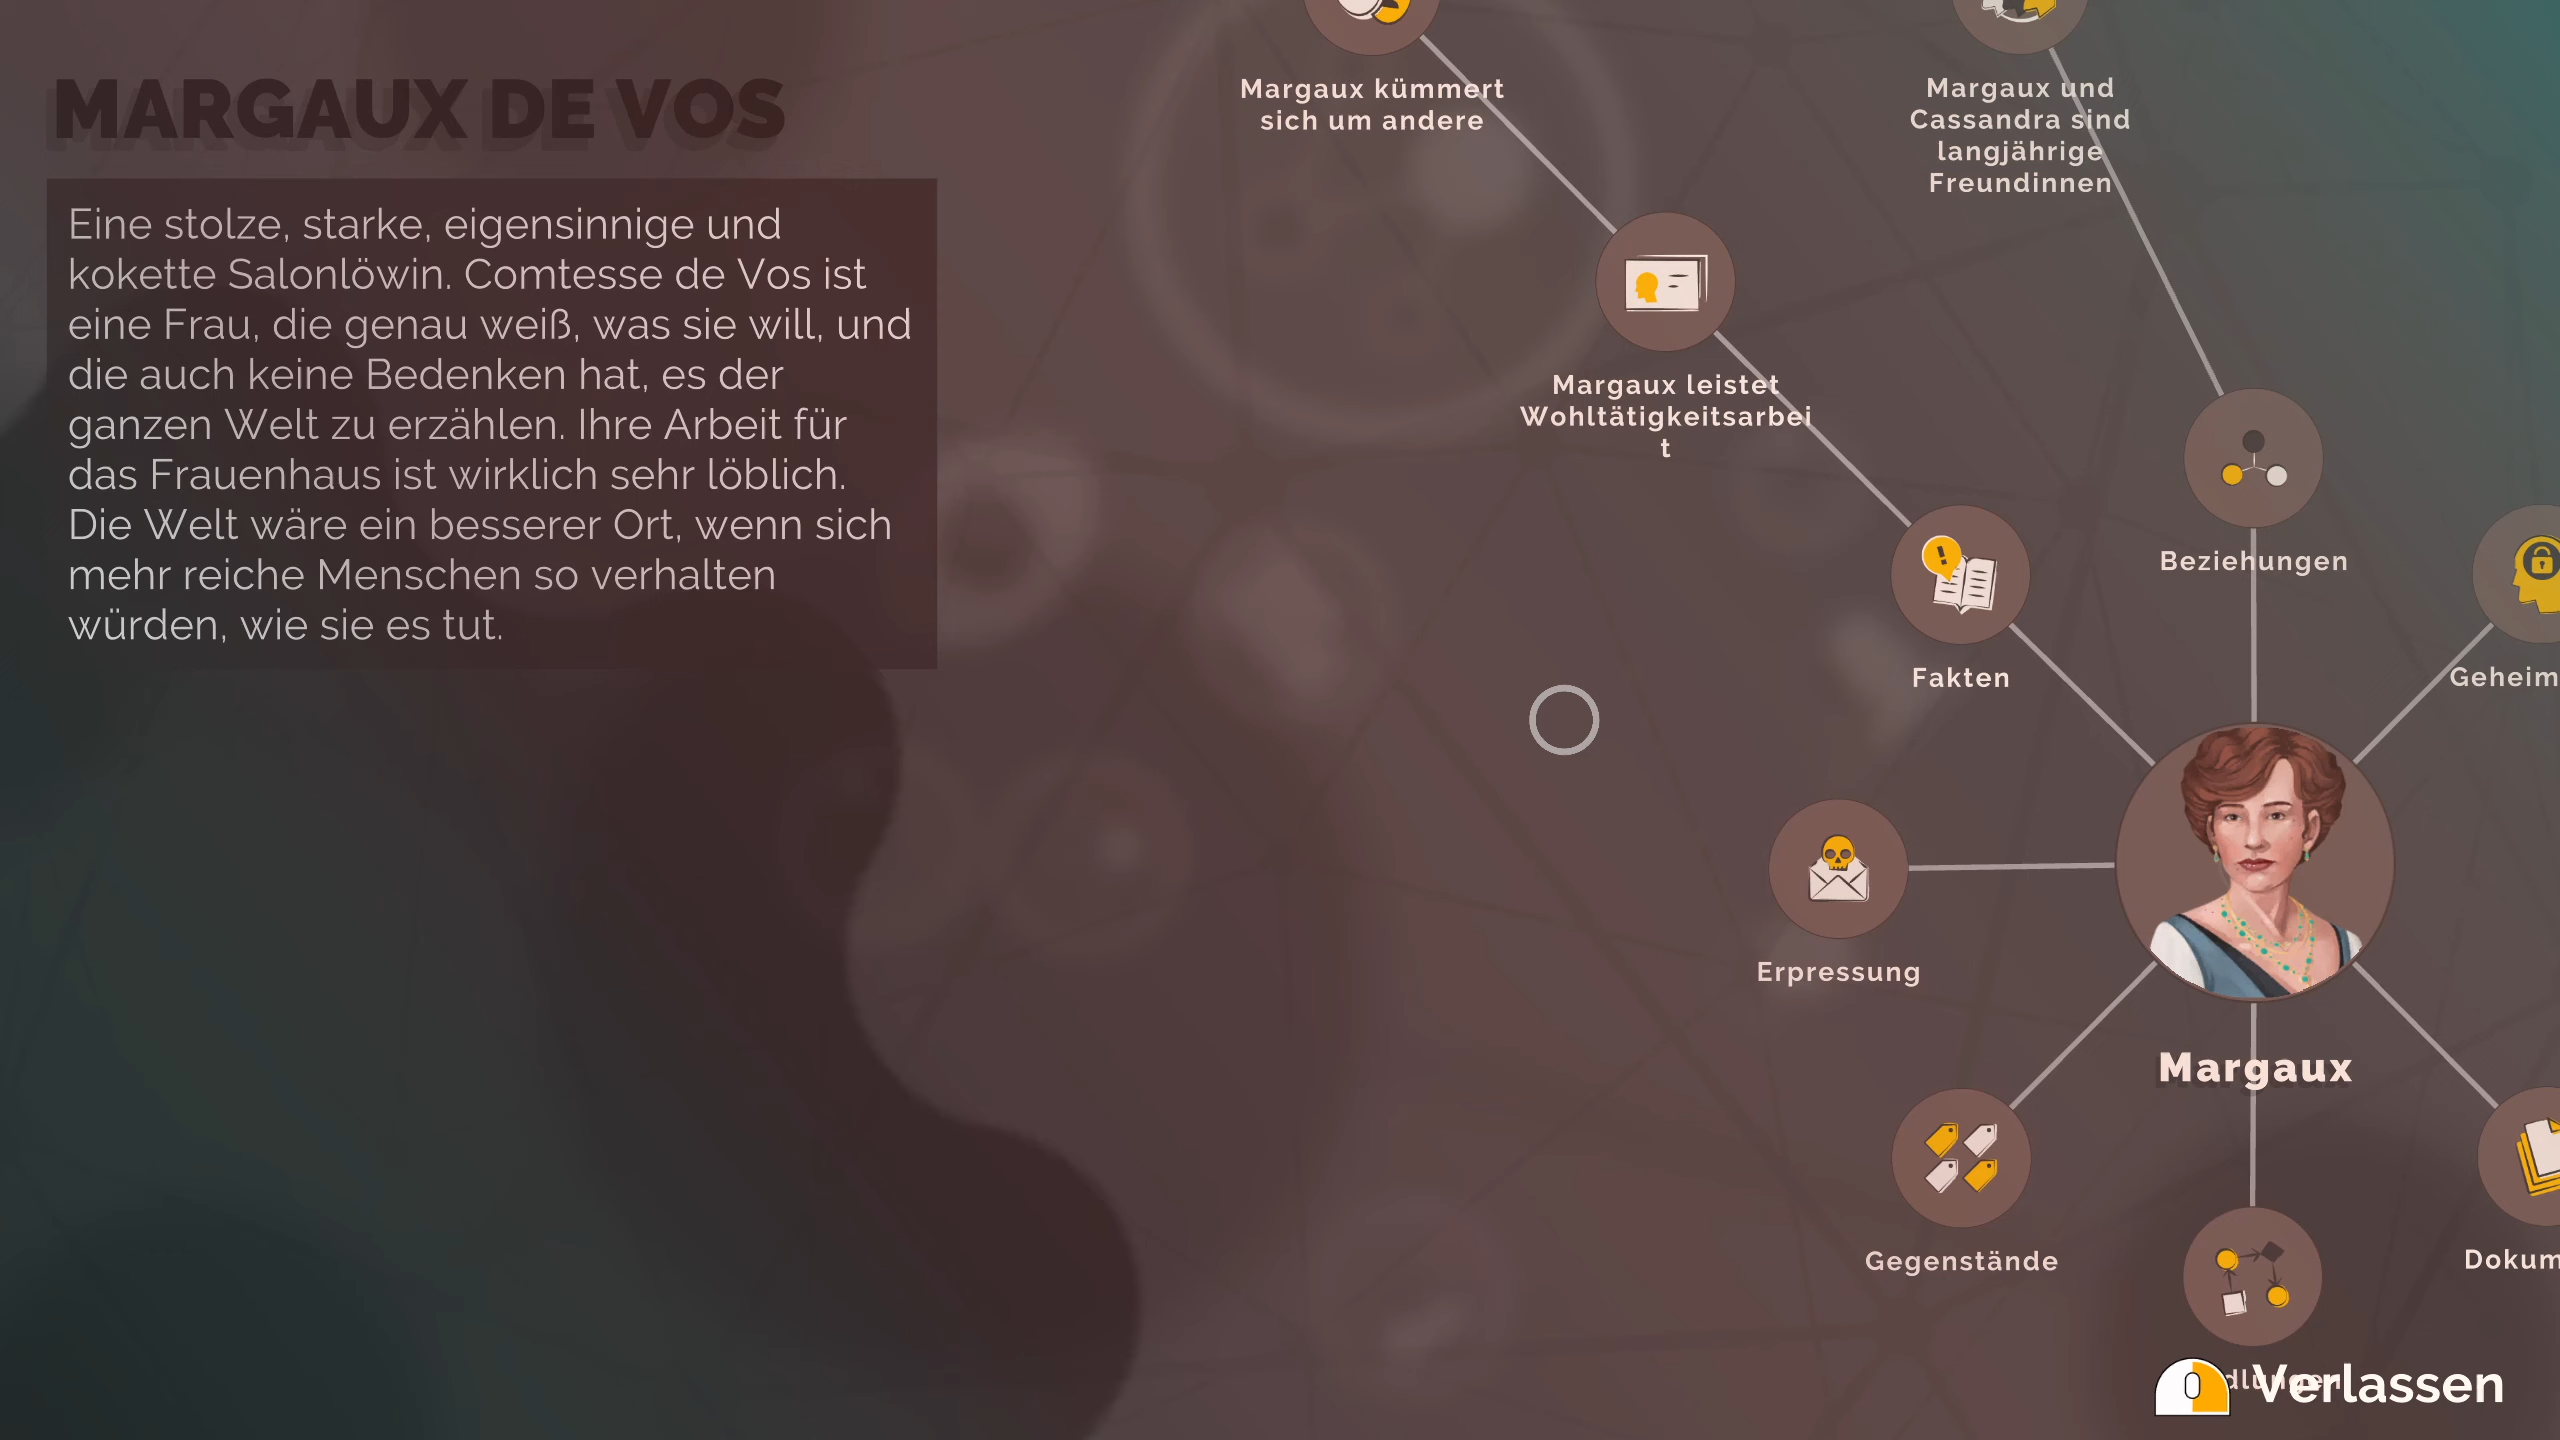 MARGAUX DE VOS
Eine stolze, starke, eigensinnige und
kokette Salonlöwin. Comtesse de Vos ist
eine Frau, die genau weiß, was sie will, und
die auch keine Bedenken hat, es der
ganzen Welt zu erzählen. Ihre Arbeit für
das Frauenhaus ist wirklich sehr löblich.
Die Welt wäre ein besserer Ort, wenn sich
mehr reiche Menschen so verhalten
würden, wie sie es tut.
Margaux kümmert
sich um andere
Margaux und
Cassandra sind
langjährige
Freundinnen
Margaux leistet
Wohltätigkeitsarbei
t
Beziehungen
Fakten
Geheim
Erpressung
Margaux
Gegenstände
Dokum
Verlassen